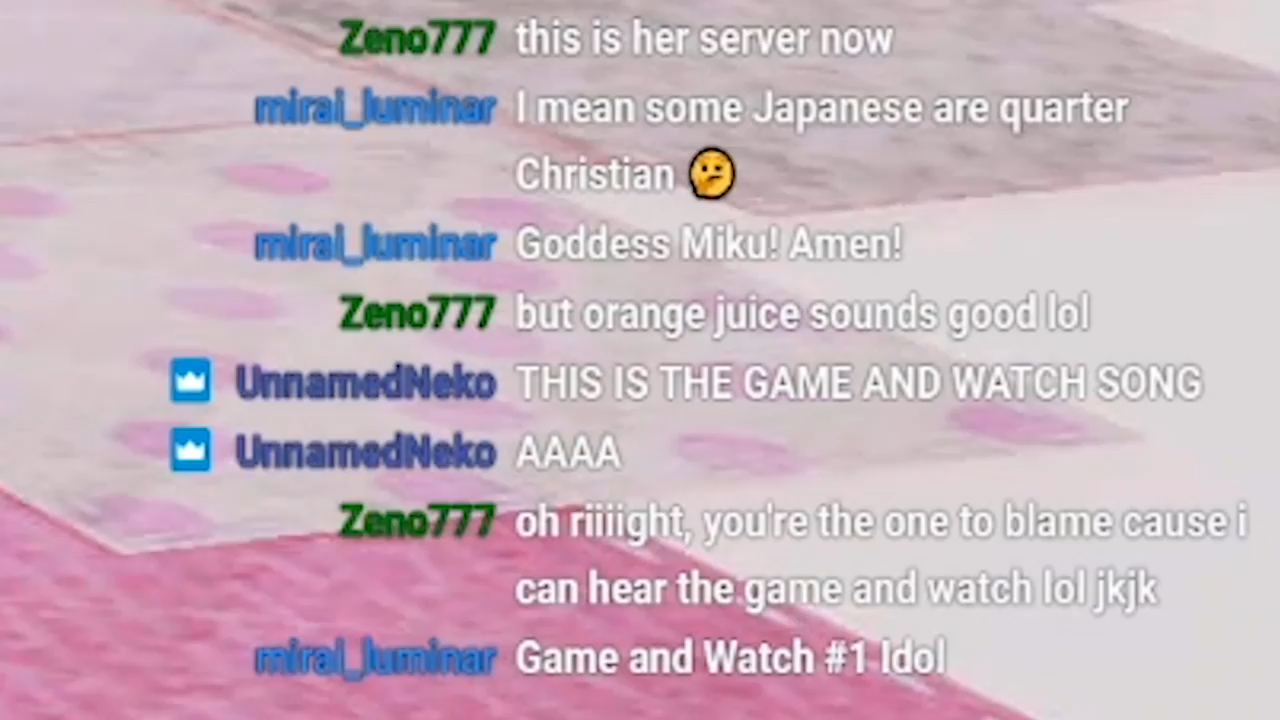 Zeno777 this is her server now
mirai_luminar I mean some Japanese are quarter
Christian 🤔
mirai_luminar Goddess Miku! Amen!
Zeno777 but orange juice sounds good lol
UnnamedNeko THIS IS THE GAME AND WATCH SONG
UnnamedNeko AAAA
Zeno777 oh riiiight, you're the one to blame cause i
can hear the game and watch lol jkjk
mirai_luminar Game and Watch #1 Idol